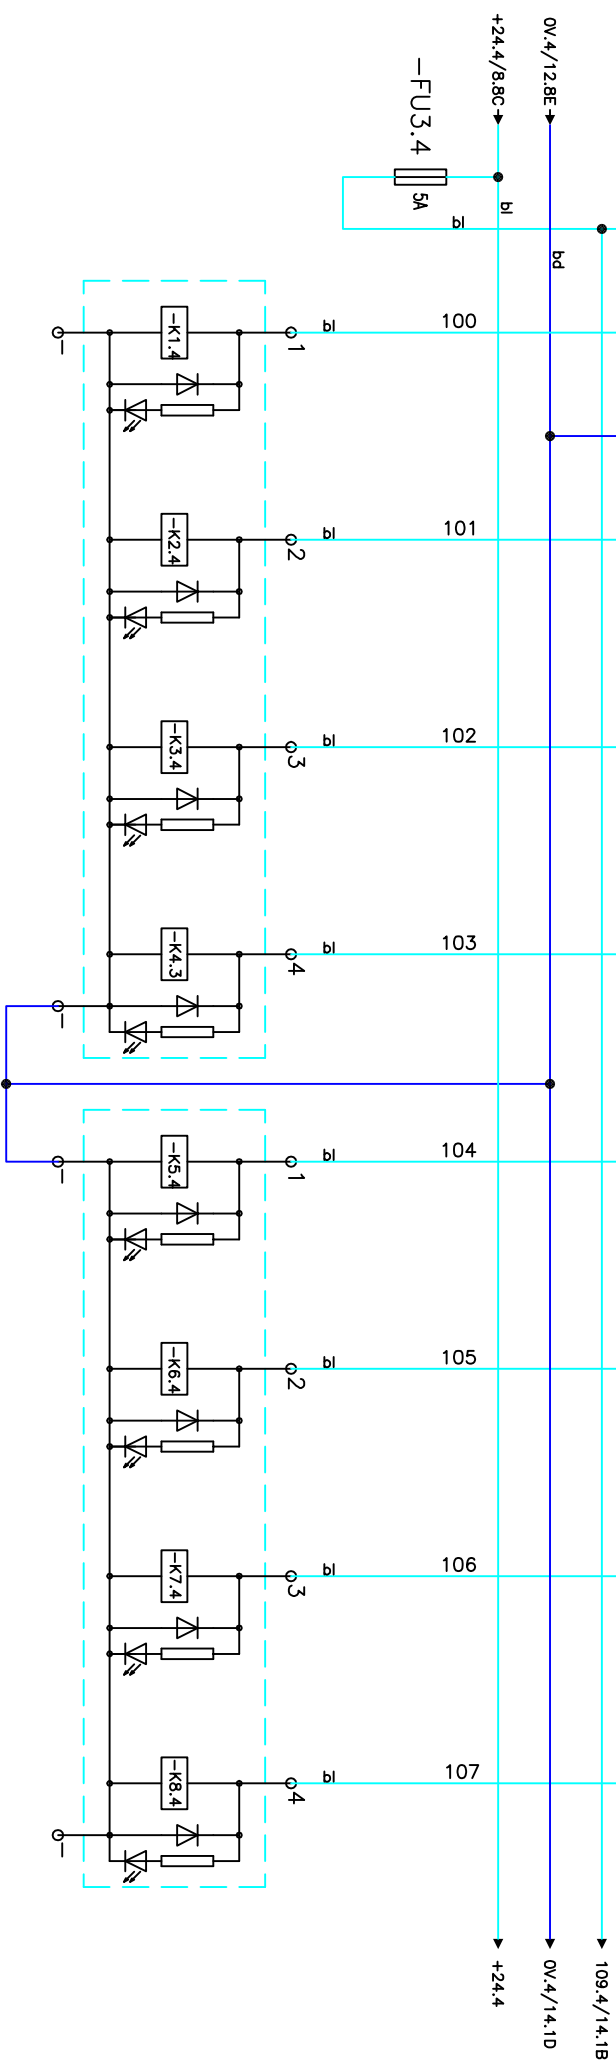 +24.4/8.8C
0V.4/12.8E
-FU3.4
5A
bl
bl
bd
-K1.4
1
bl
100
-
-K2.4
2
bl
101
-K3.4
3
bl
102
-K4.3
4
bl
103
-
-K5.4
1
bl
104
-
-K6.4
2
bl
105
-K7.4
3
bl
106
-K8.4
4
bl
107
-
+24.4
0V.4/14.1D
109.4/14.1B